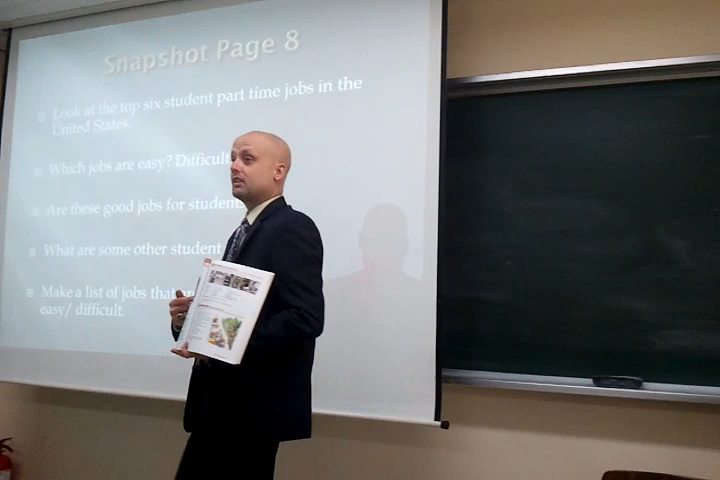 Snapshot Page 8
Look at the top six student part time jobs in the
United States.
Which jobs are easy? Difficult
Are these good jobs for student
What are some other student
Make a list of jobs that
easy/ difficult.